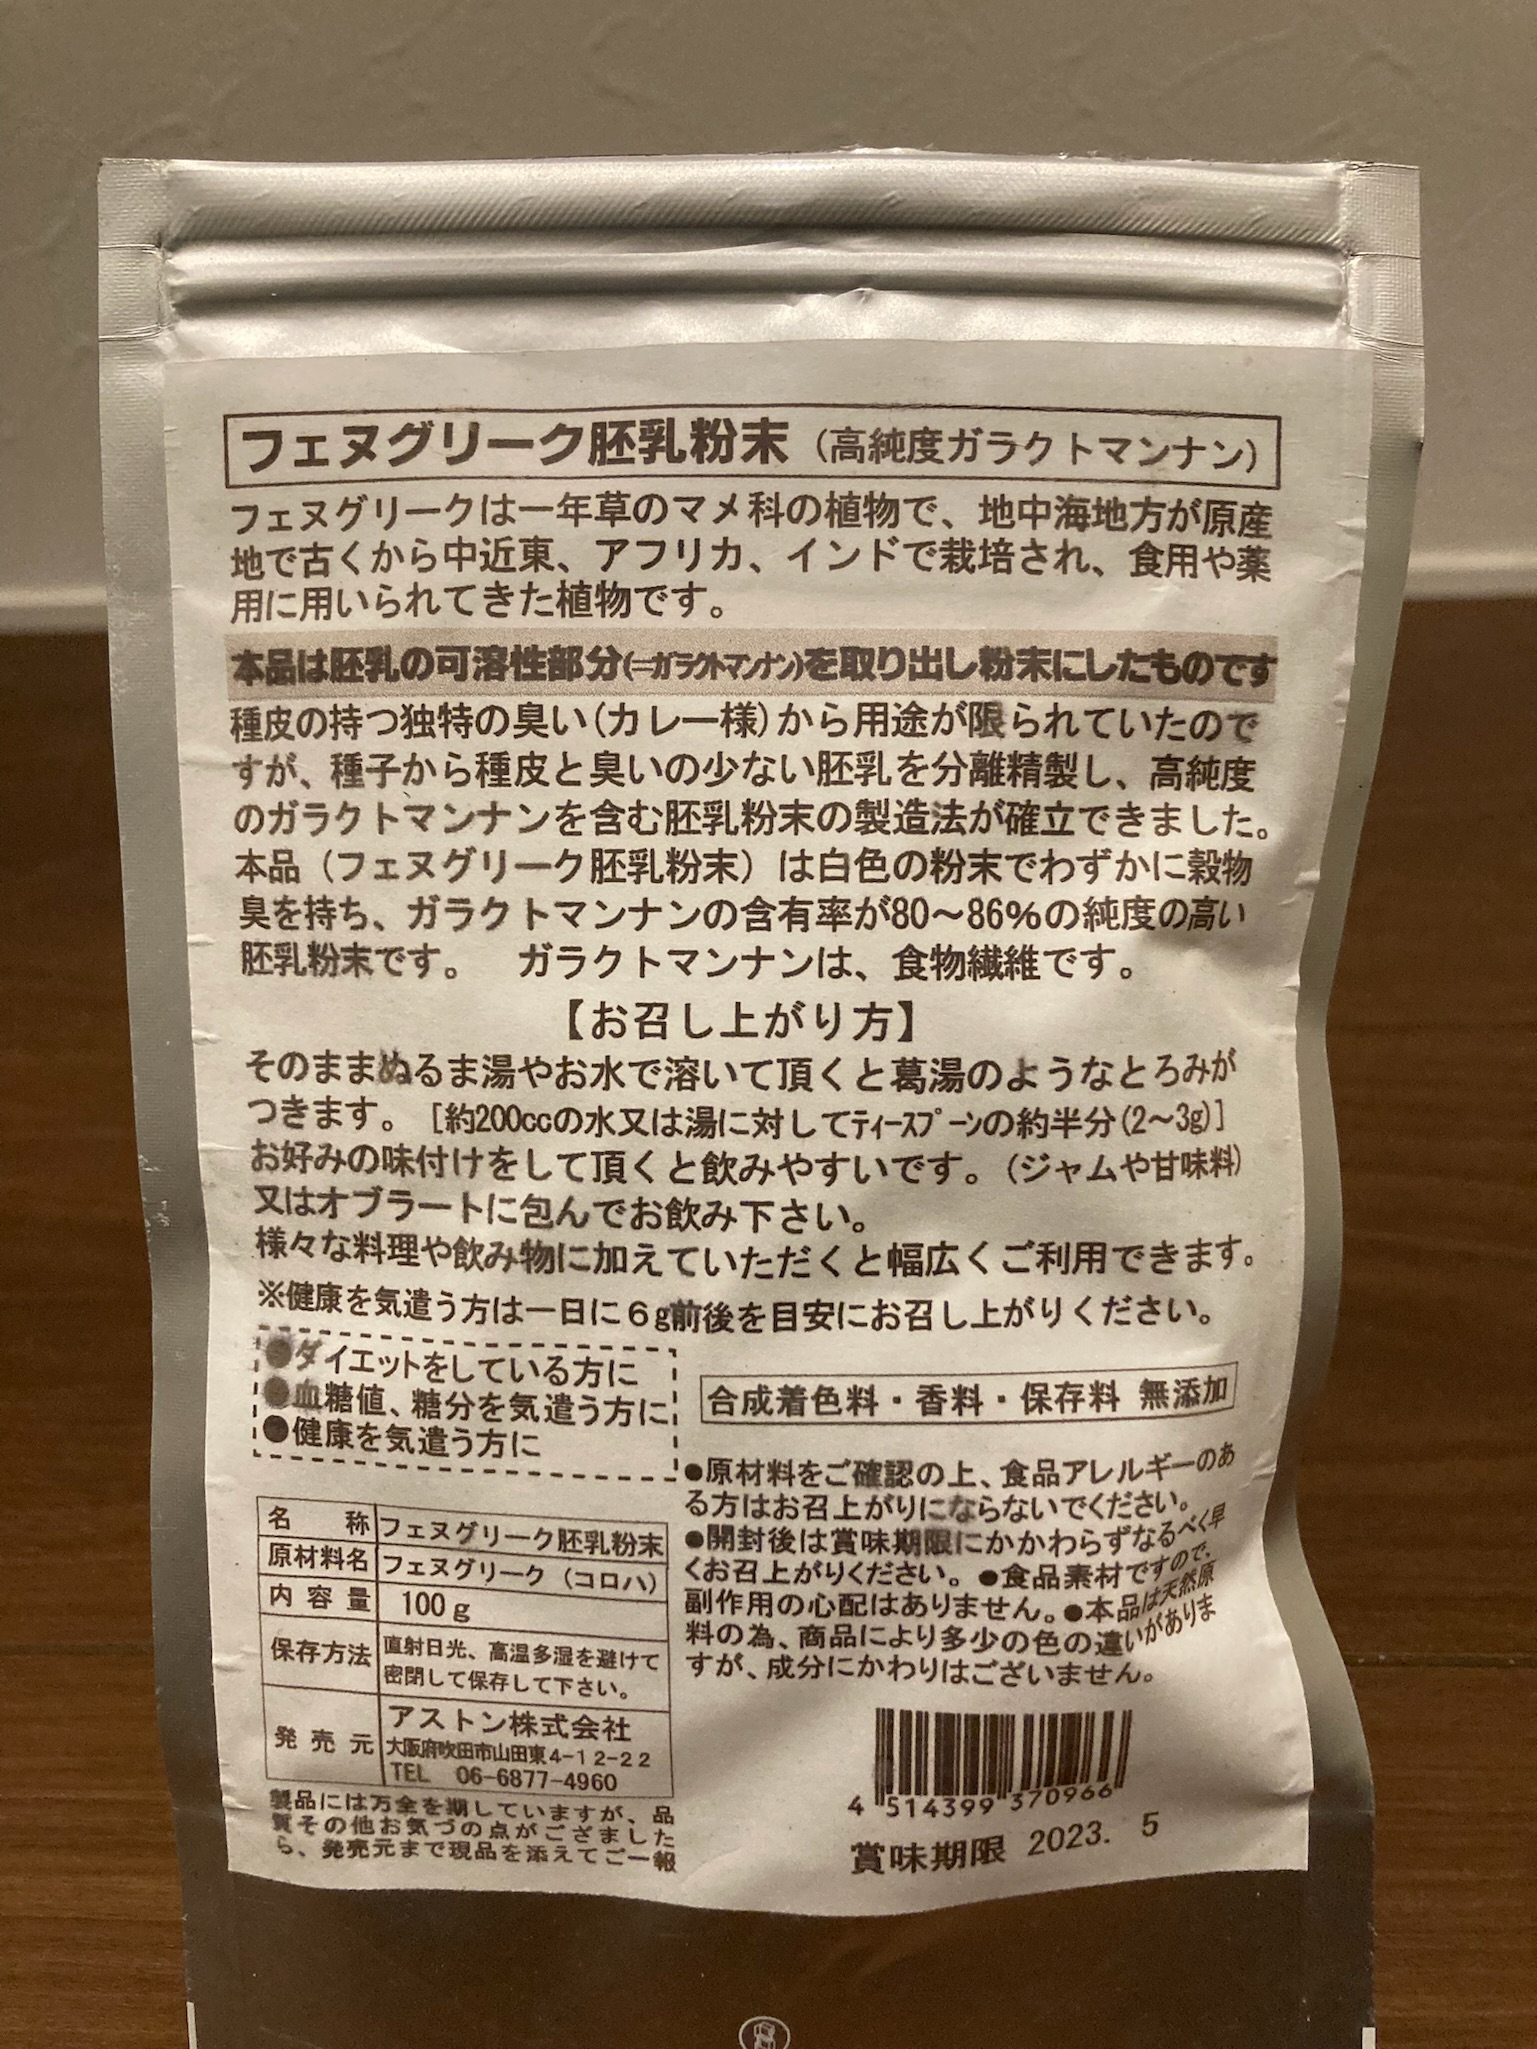 フェヌグリーク胚乳粉末（高純度ガラクトマンナン）
フェヌグリークは一年草のマメ科の植物で、地中海地方が原産
地で古くから中近東、アフリカ、インドで栽培され、食用や薬
用に用いられてきた植物です。
本品は胚乳の可溶性部分(=ガラクトマンナン)を取り出し粉末にしたものです
種皮の持つ独特の臭い(カレー様)から用途が限られていたので
すが、種子から種皮と臭いの少ない胚乳を分離精製し、高純度
のガラクトマンナンを含む胚乳粉末の製造法が確立できました。
本品（フェヌグリーク胚乳粉末）は白色の粉末でわずかに穀物
臭を持ち、ガラクトマンナンの含有率が80～86%の純度の高い
胚乳粉末です。　ガラクトマンナンは、食物繊維です。
【お召し上がり方】
そのままぬるま湯やお水で溶いて頂くと葛湯のようなとろみが
つきます。［約200ccの水又は湯に対してティースプーンの約半分(2～3g)］
お好みの味付けをして頂くと飲みやすいです。(ジャムや甘味料)
又はオブラートに包んでお飲み下さい。
様々な料理や飲み物に加えていただくと幅広くご利用できます。
※健康を気遣う方は一日に6g前後を目安にお召し上がりください。
●ダイエットをしている方に
●血糖値、糖分を気遣う方に
●健康を気遣う方に
合成着色料・香料・保存料 無添加
●原材料をご確認の上、食品アレルギーのあ
る方はお召上がりにならないでください。
●開封後は賞味期限にかかわらずなるべく早
くお召上がりください。●食品素材ですので、
副作用の心配はありません。●本品は天然原
料の為、商品により多少の色の違いがありま
すが、成分にかわりはございません。
名　称 フェヌグリーク胚乳粉末
原材料名 フェヌグリーク（コロハ）
内 容 量 100g
保存方法 直射日光、高温多湿を避けて
密閉して保存して下さい。
発 売 元 アストン株式会社
大阪府吹田市山田東4-12-22
TEL 06-6877-4960
製品には万全を期していますが、品
質その他お気づの点がござました
ら、発売元まで現品を添えてご一報
4 514399 370966
賞味期限 2023. 5